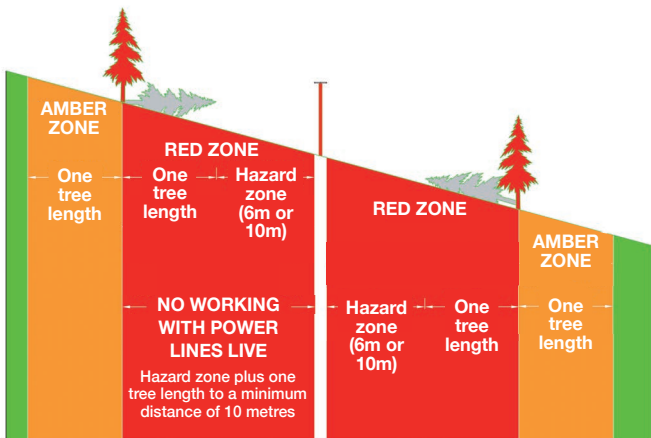 AMBER
ZONE
RED ZONE
One
tree
length
One
tree
length
Hazard
zone
(6m or
10m)
NO WORKING
WITH POWER
LINES LIVE
Hazard zone plus one
tree length to a minimum
distance of 10 metres
RED ZONE
AMBER
ZONE
Hazard
zone
(6m or
10m)
One
tree
length
One
tree
length